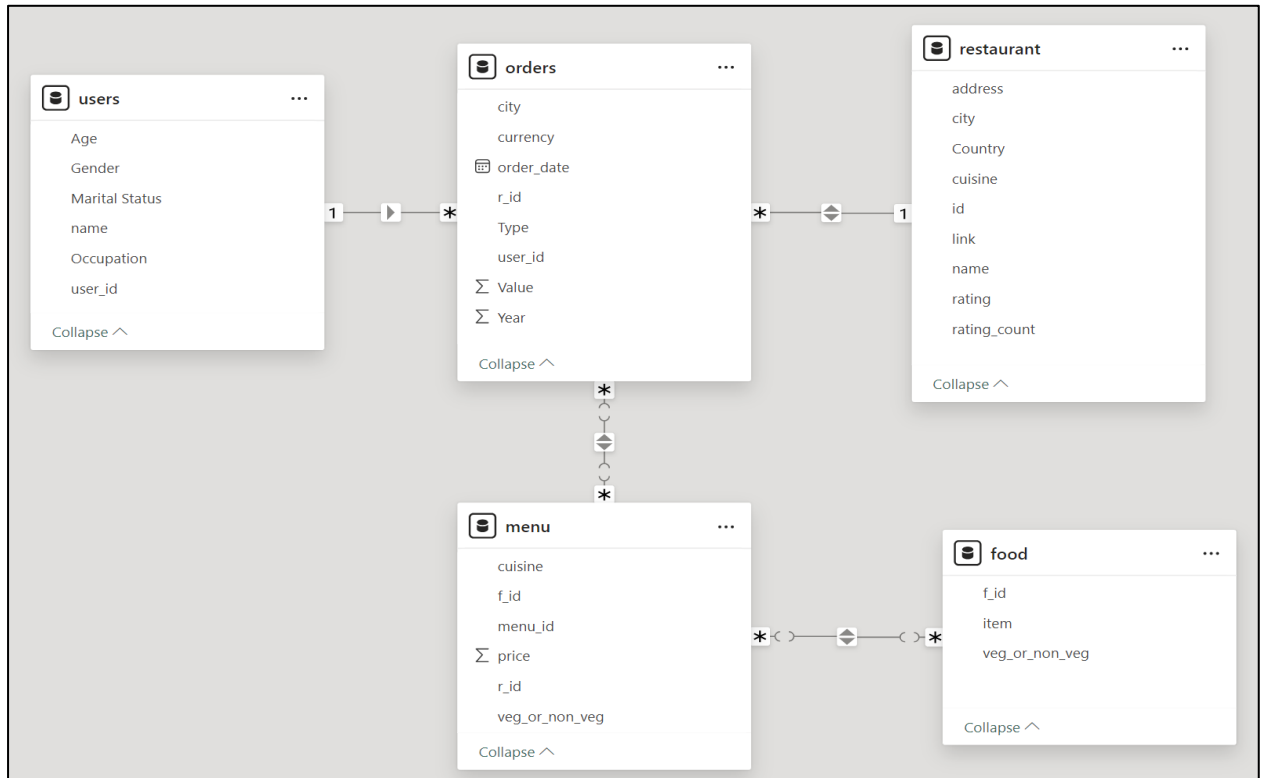 users
Age
Gender
Marital Status
name
Occupation
user_id
Collapse
1
*
orders
city
currency
order_date
r_id
Type
user_id
Σ Value
Σ Year
Collapse
*
1
restaurant
address
city
Country
cuisine
id
link
name
rating
rating_count
Collapse
*
*
menu
cuisine
f_id
menu_id
Σ price
r_id
veg_or_non_veg
Collapse
*
*
food
f_id
item
veg_or_non_veg
Collapse